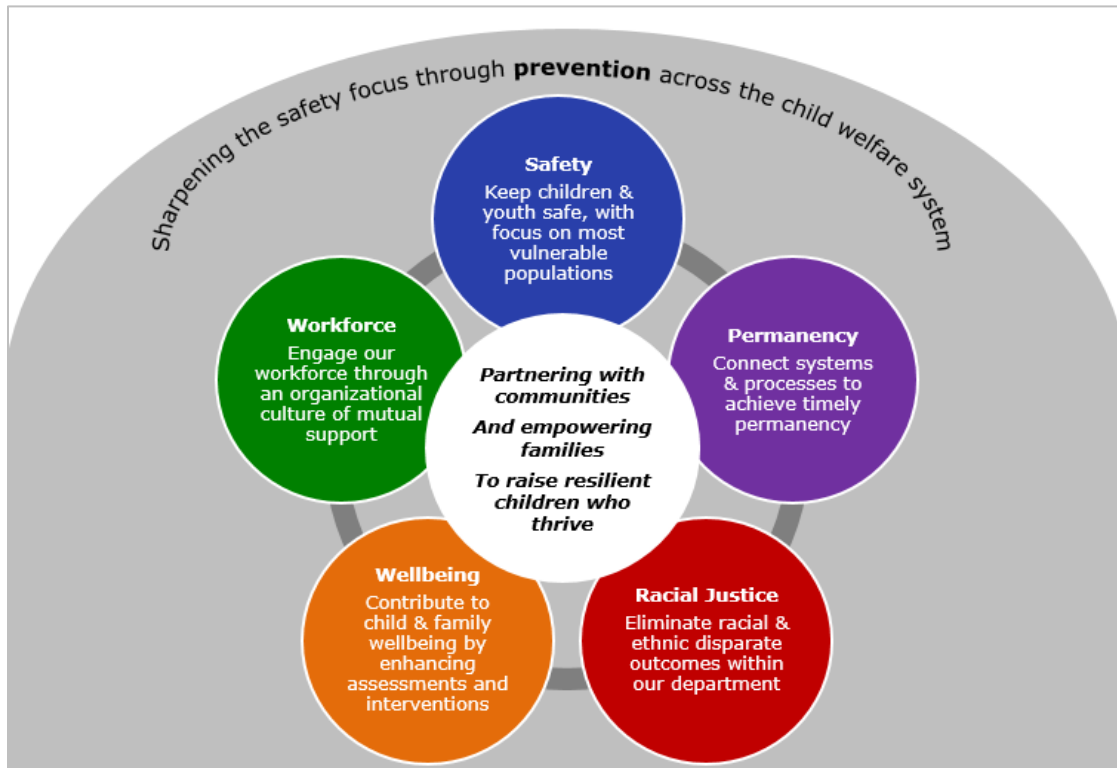 Sharpening the safety focus through prevention across the child welfare system
Safety
Keep children &
youth safe, with
focus on most
vulnerable
populations
Workforce
Engage our
workforce through
an organizational
culture of mutual
support
Permanency
Connect systems
& processes to
achieve timely
permanency
Partnering with
communities
And empowering
families
To raise resilient
children who
thrive
Wellbeing
Contribute to
child & family
wellbeing by
enhancing
assessments and
interventions
Racial Justice
Eliminate racial &
ethnic disparate
outcomes within
our department